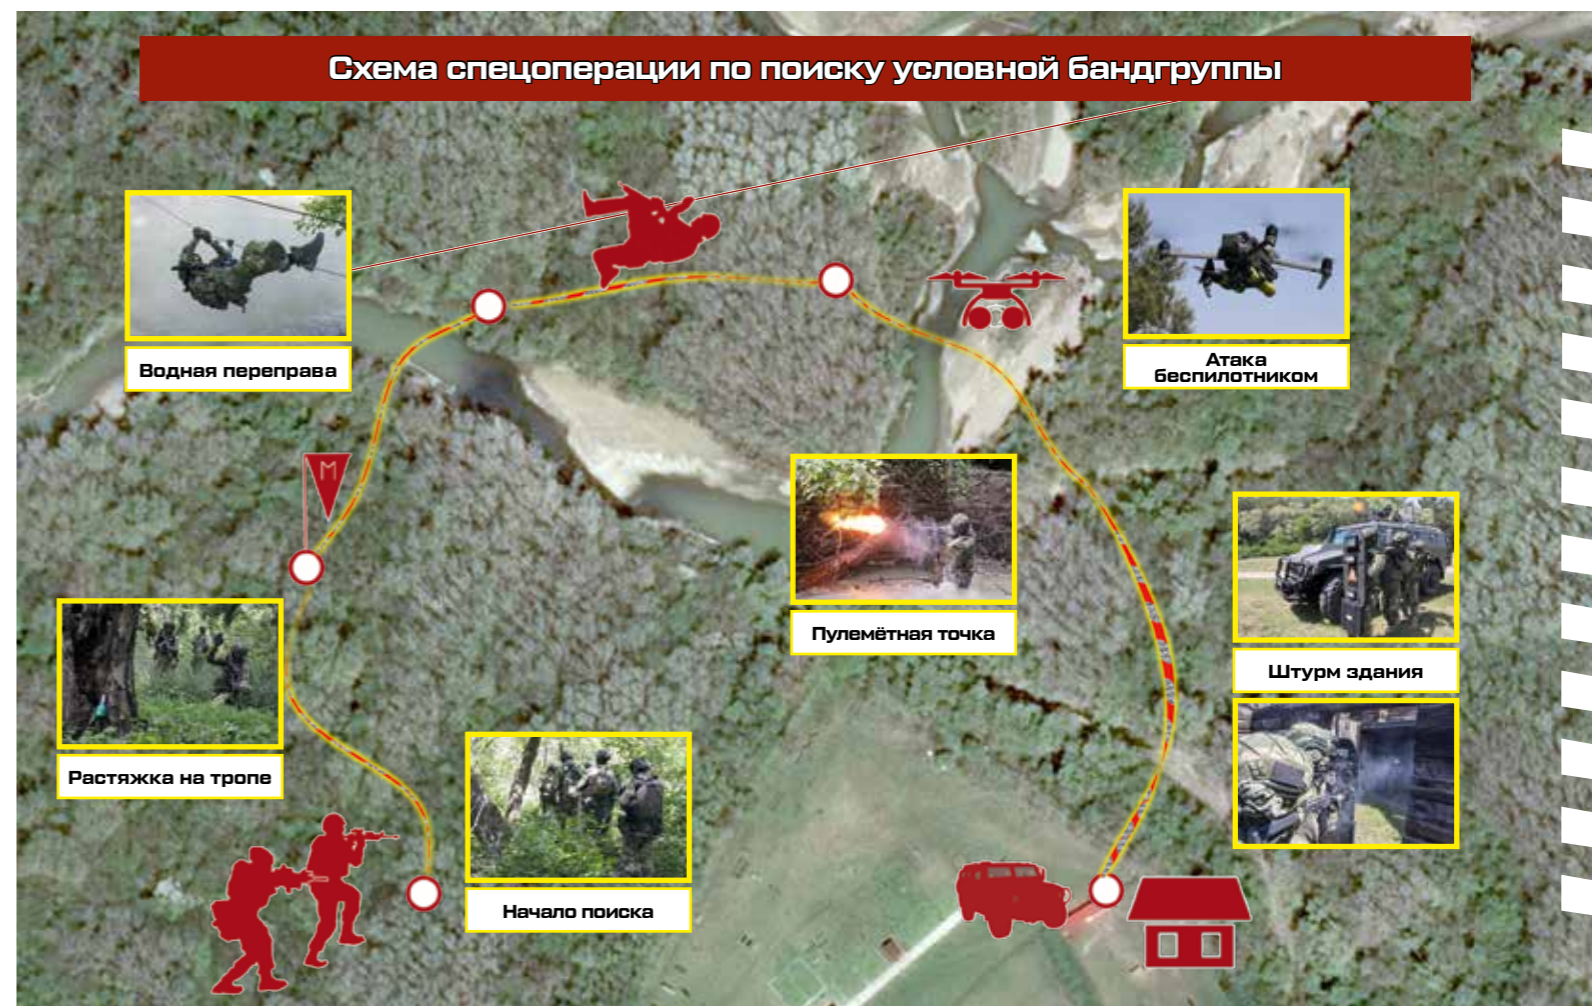 Схема спецоперации по поиску условной бандгруппы
Водная переправа
Атака
беспилотником
М
Пулемётная точка
Штурм здания
Растяжка на тропе
Начало поиска